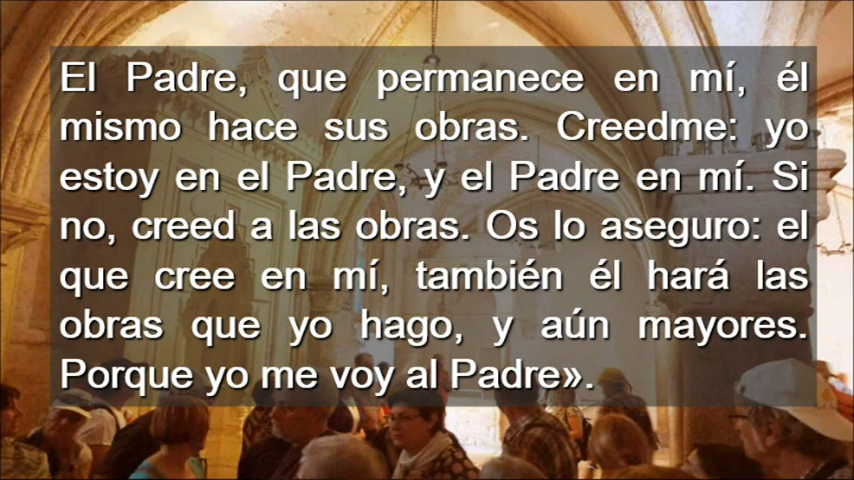 El Padre, que permanece en mí, él
mismo hace sus obras. Creedme: yo
estoy en el Padre, y el Padre en mí. Si
no, creed a las obras. Os lo aseguro: el
que cree en mí, también él hará las
obras que yo hago, y aún mayores.
Porque yo me voy al Padre».